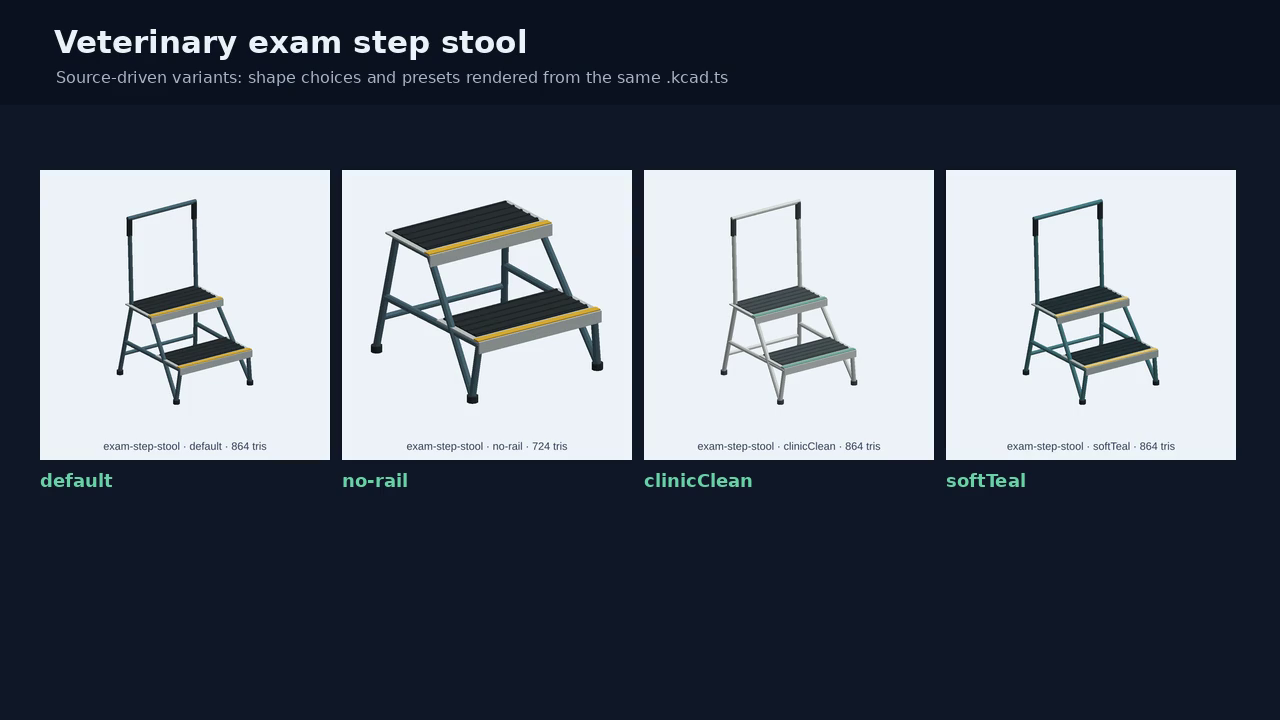 Veterinary exam step stool
Source-driven variants: shape choices and presets rendered from the same .kcad.ts
exam-step-stool · default · 864 tris
exam-step-stool · no-rail · 724 tris
exam-step-stool · clinicClean · 864 tris
exam-step-stool · softTeal · 864 tris
default
no-rail
clinicClean
softTeal